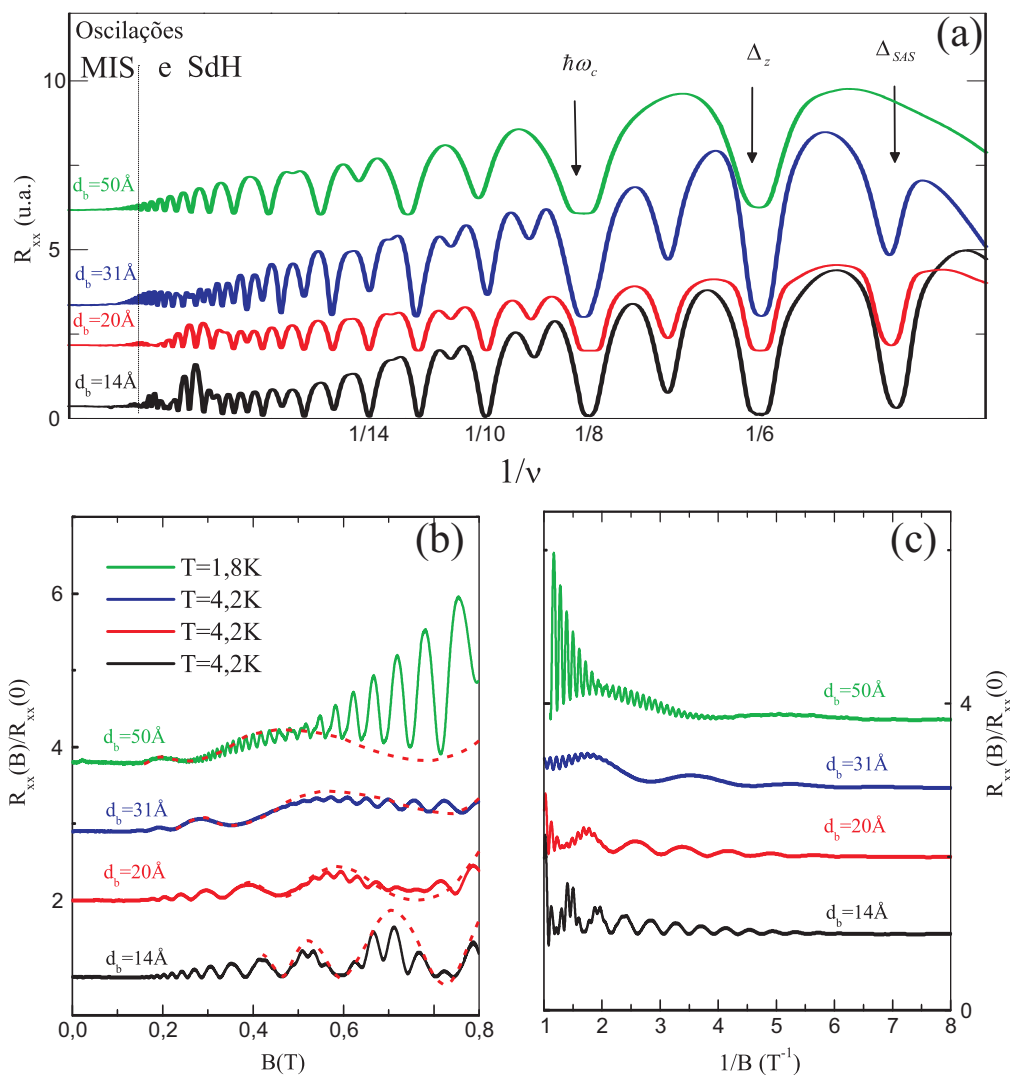 Oscilações
MIS e SdH
(a)
ħω_c
Δ_z
Δ_SAS
10
5
0
R_xx (u.a.)
d_b=50Å
d_b=31Å
d_b=20Å
d_b=14Å
1/14
1/10
1/8
1/6
1/ν
(b)
T=1,8K
T=4,2K
T=4,2K
T=4,2K
6
4
2
R_xx(B)/R_xx(0)
d_b=50Å
d_b=31Å
d_b=20Å
d_b=14Å
0,0
0,2
0,4
0,6
0,8
B(T)
(c)
d_b=50Å
d_b=31Å
d_b=20Å
d_b=14Å
4
0
R_xx(B)/R_xx(0)
1
2
3
4
5
6
7
8
1/B (T⁻¹)